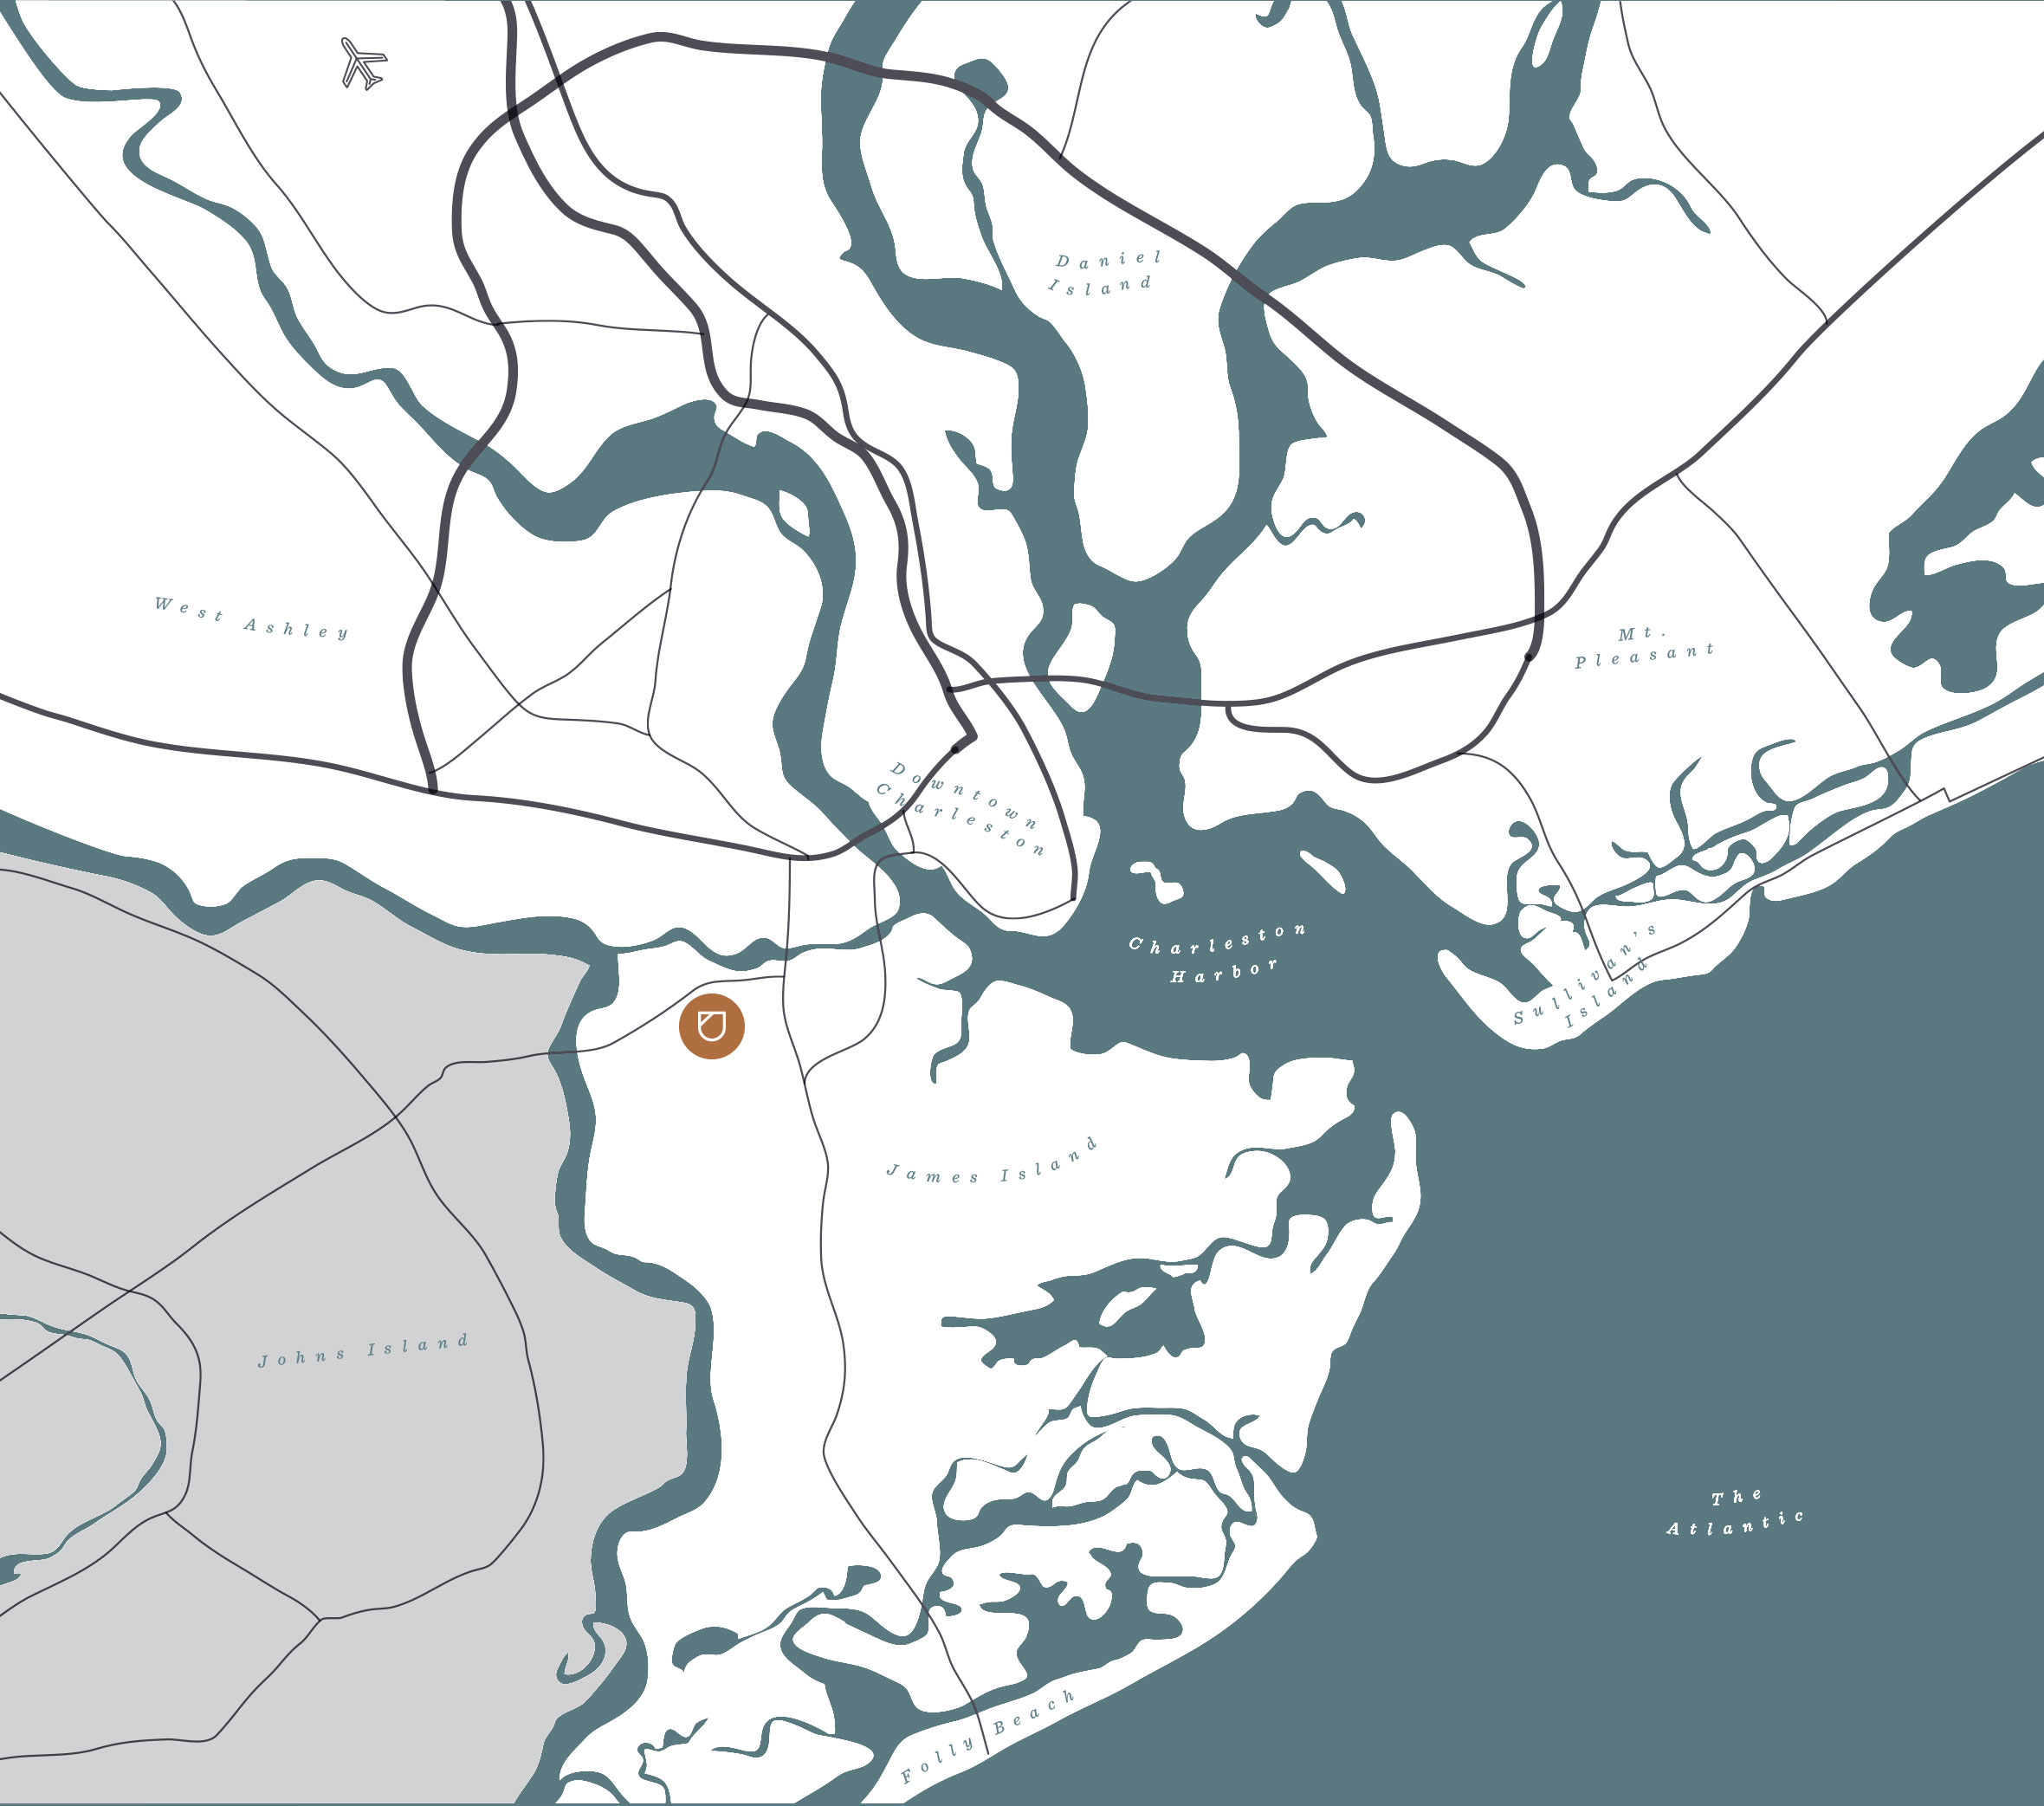 Daniel
Island
West Ashley
Mt.
Pleasant
Downtown
Charleston
Charleston
Harbor
Sullivan's
Island
James Island
Johns Island
The
Atlantic
Folly Beach